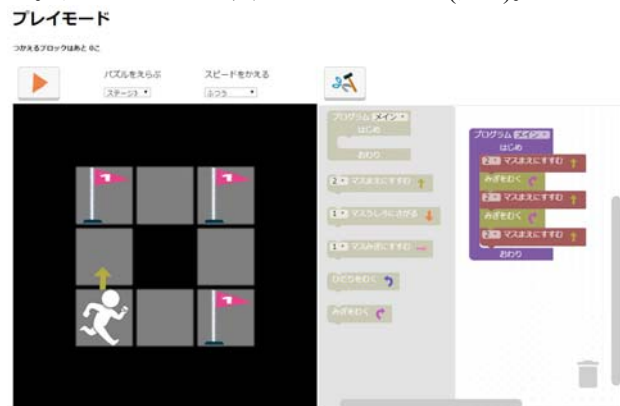 プレイモード
つかえるブロックはあと 0こ
パズルをえらぶ
スピードをかえる
ステージ3
ふつう
プログラム メイン
はじめ
おわり
2 マスまえにすすむ
1 マスうしろにさがる
1 マスみぎにすすむ
ひだりをむく
みぎをむく
プログラム メイン
はじめ
2 マスまえにすすむ
みぎをむく
2 マスまえにすすむ
みぎをむく
2 マスまえにすすむ
おわり